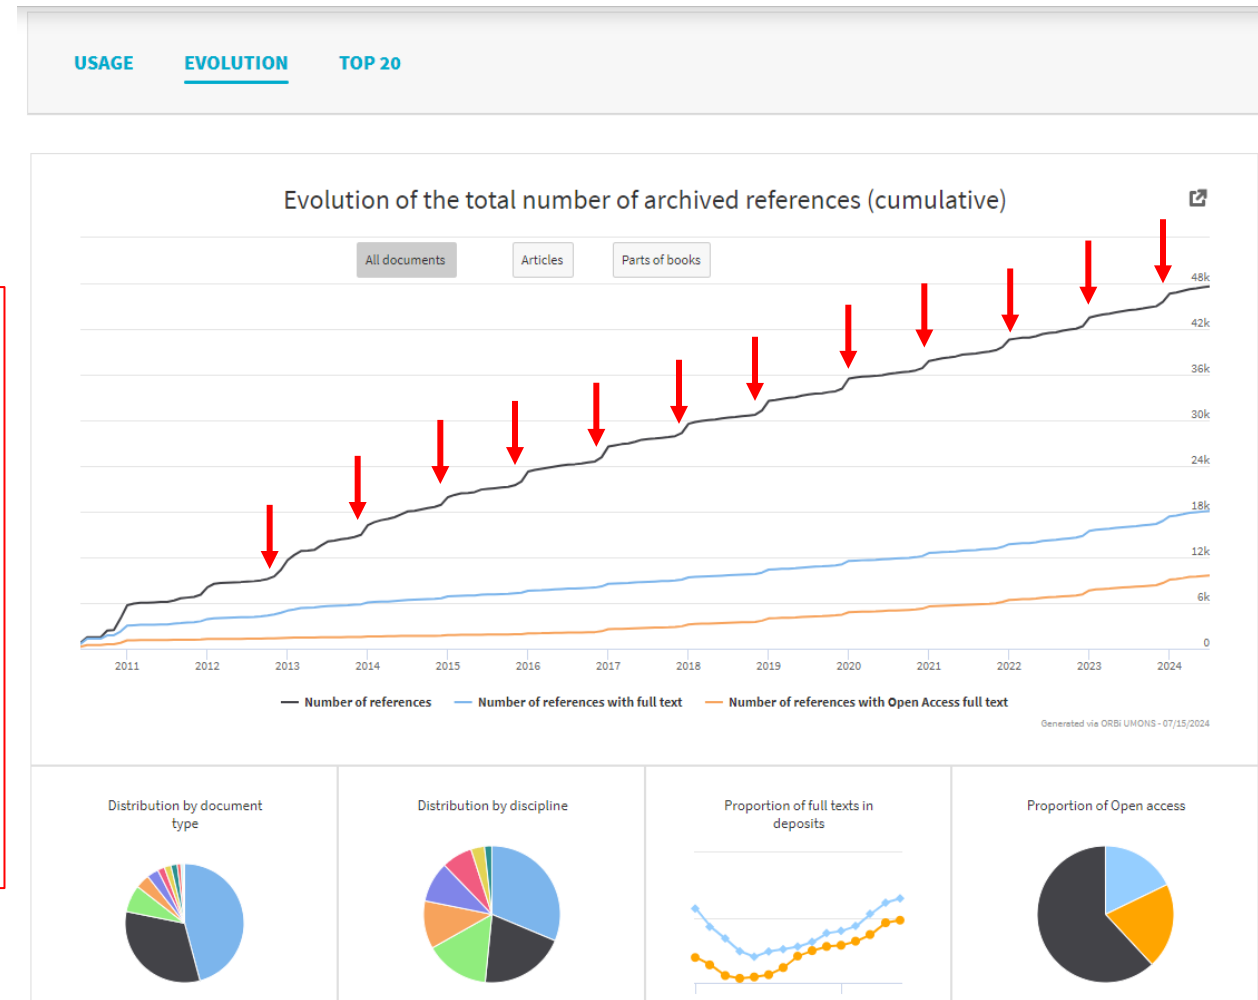 USAGE EVOLUTION TOP 20
Evolution of the total number of archived references (cumulative)
All documents Articles Parts of books
48k
42k
36k
30k
24k
18k
12k
6k
0
2011 2012 2013 2014 2015 2016 2017 2018 2019 2020 2021 2022 2023 2024
Number of references Number of references with full text Number of references with Open Access full text
Generated via ORBi UMONS - 07/15/2024
Distribution by document
type
Distribution by discipline
Proportion of full texts in
deposits
Proportion of Open access